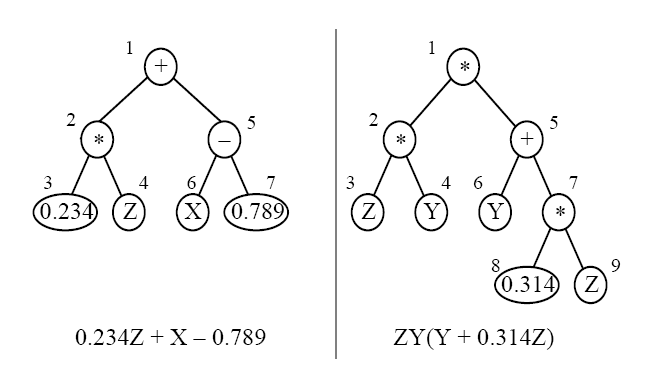 1 1
+ *
2 5 2 5
* – * +
3 4 6 7 3 4 6 7
0.234 Z X 0.789 Z Y Y *
8 9
0.314 Z
0.234Z + X – 0.789 ZY(Y + 0.314Z)